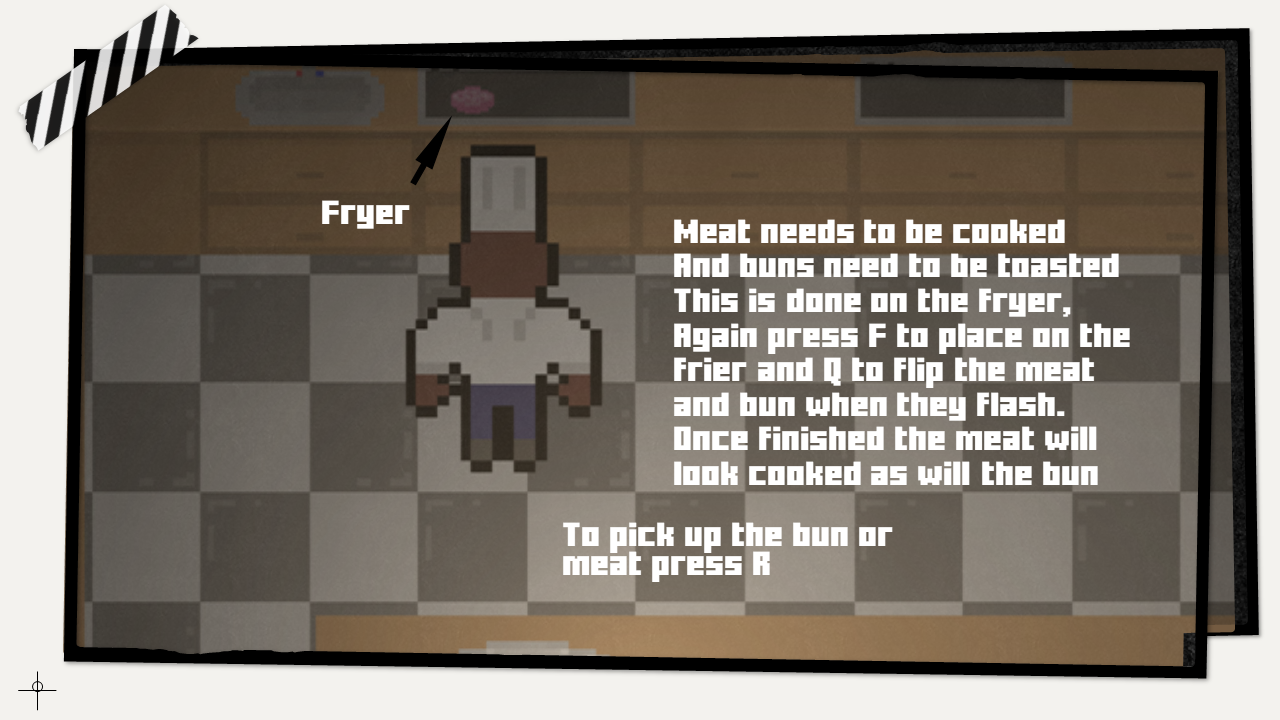 Fryer
Meat needs to be cooked
And buns need to be toasted
This is done on the fryer,
Again press F to place on the
frier and Q to flip the meat
and bun when they flash.
Once finished the meat will
look cooked as will the bun
To pick up the bun or
meat press R